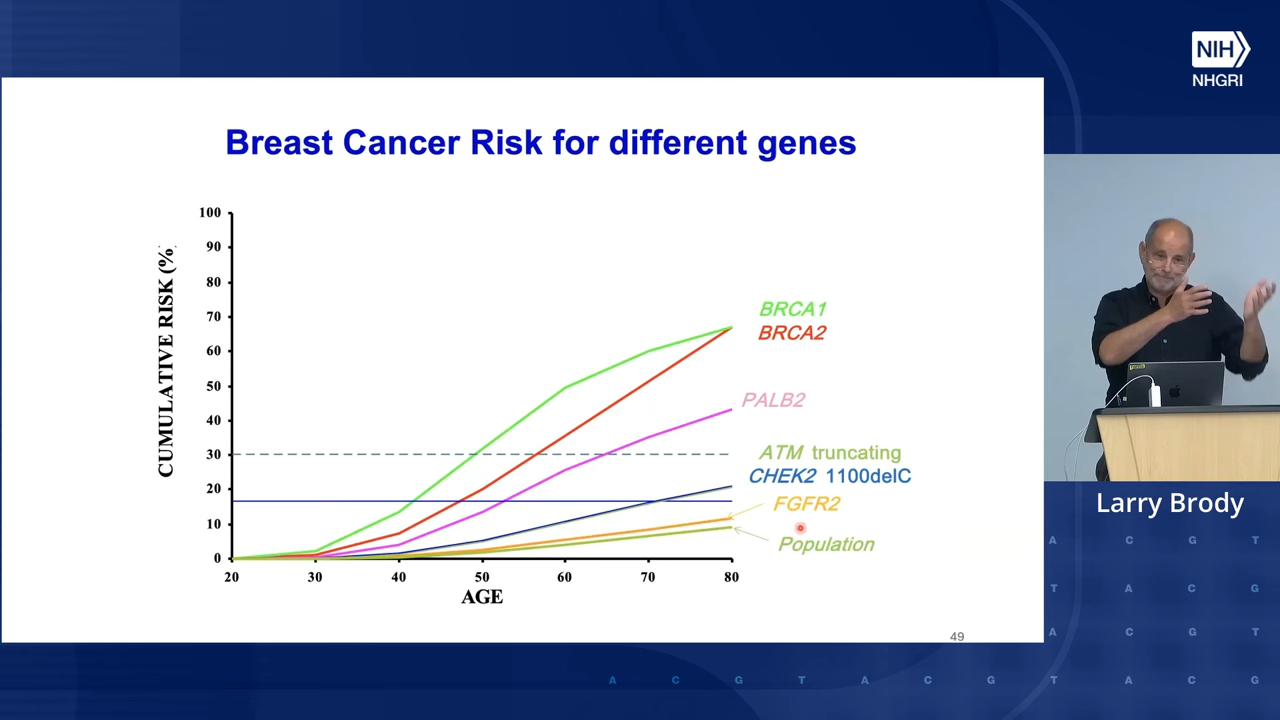 NIH
NHGRI
Breast Cancer Risk for different genes
CUMULATIVE RISK (%
100
90
80
70
60
50
40
30
20
10
0
20 30 40 50 60 70 80
AGE
BRCA1
BRCA2
PALB2
ATM truncating
CHEK2 1100delC
FGFR2
Population
49
Larry Brody
A C G T
T A C G
A C G T
A C G T A C G T A C G